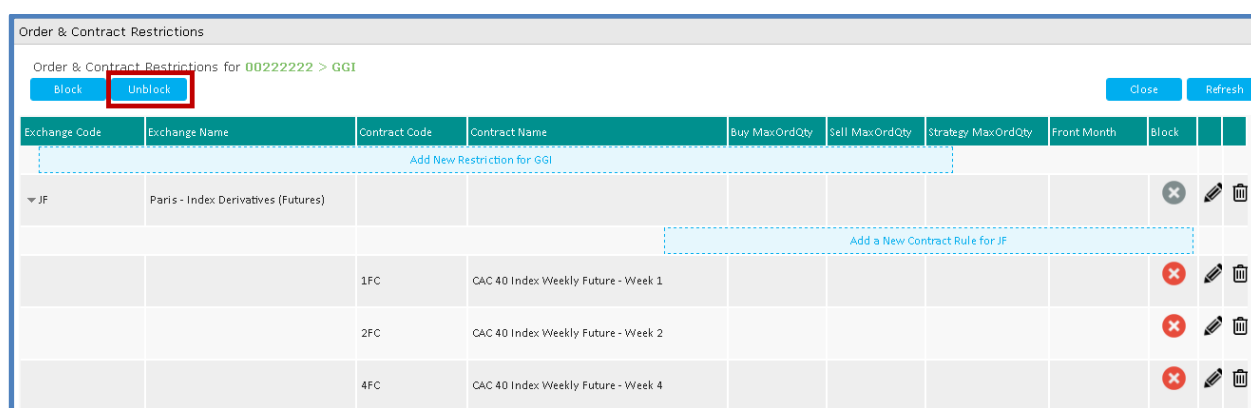 Order & Contract Restrictions
Order & Contract Restrictions for 00222222 > GGI
Block Unblock Close Refresh
Exchange Code Exchange Name Contract Code Contract Name Buy MaxOrdQty Sell MaxOrdQty Strategy MaxOrdQty Front Month Block
Add New Restriction for GGI
JF Paris - Index Derivatives (Futures)
Add a New Contract Rule for JF
1FC CAC 40 Index Weekly Future - Week 1
2FC CAC 40 Index Weekly Future - Week 2
4FC CAC 40 Index Weekly Future - Week 4